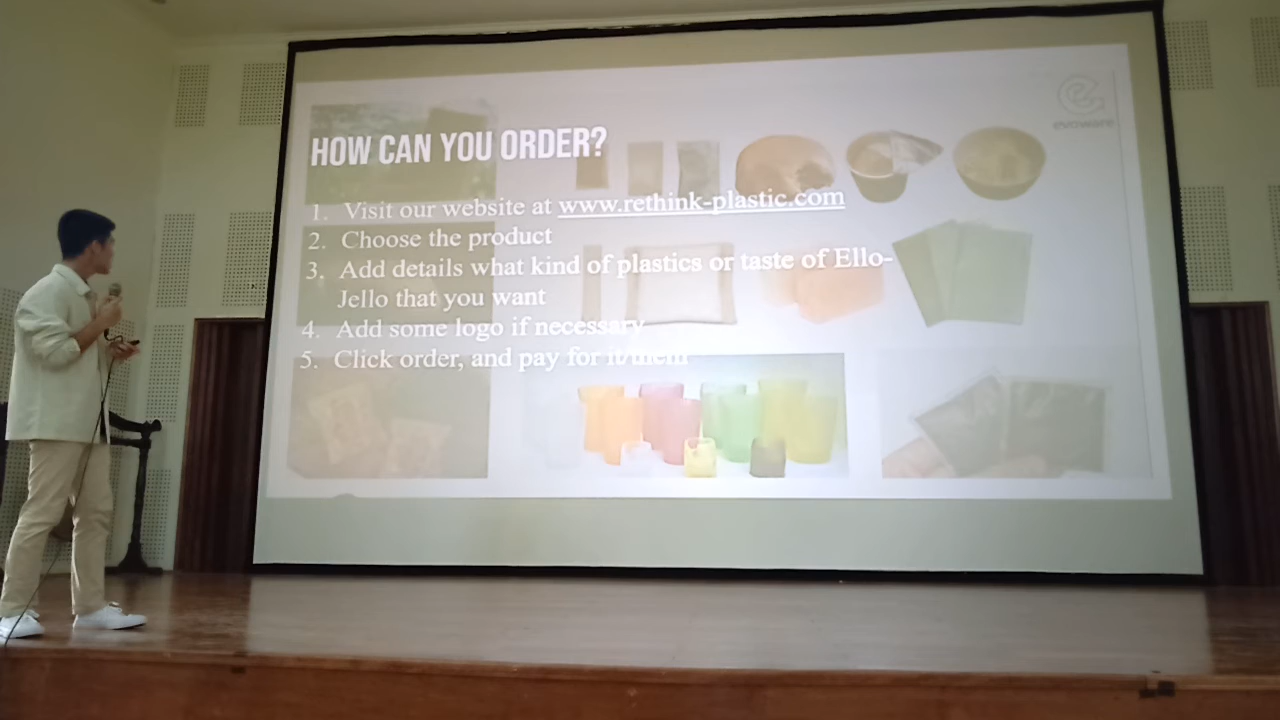 evoware
HOW CAN YOU ORDER?
1. Visit our website at www.rethink-plastic.com
2. Choose the product
3. Add details what kind of plastics or taste of Ello-
Jello that you want
4. Add some logo if necessary
5. Click order, and pay for it/them